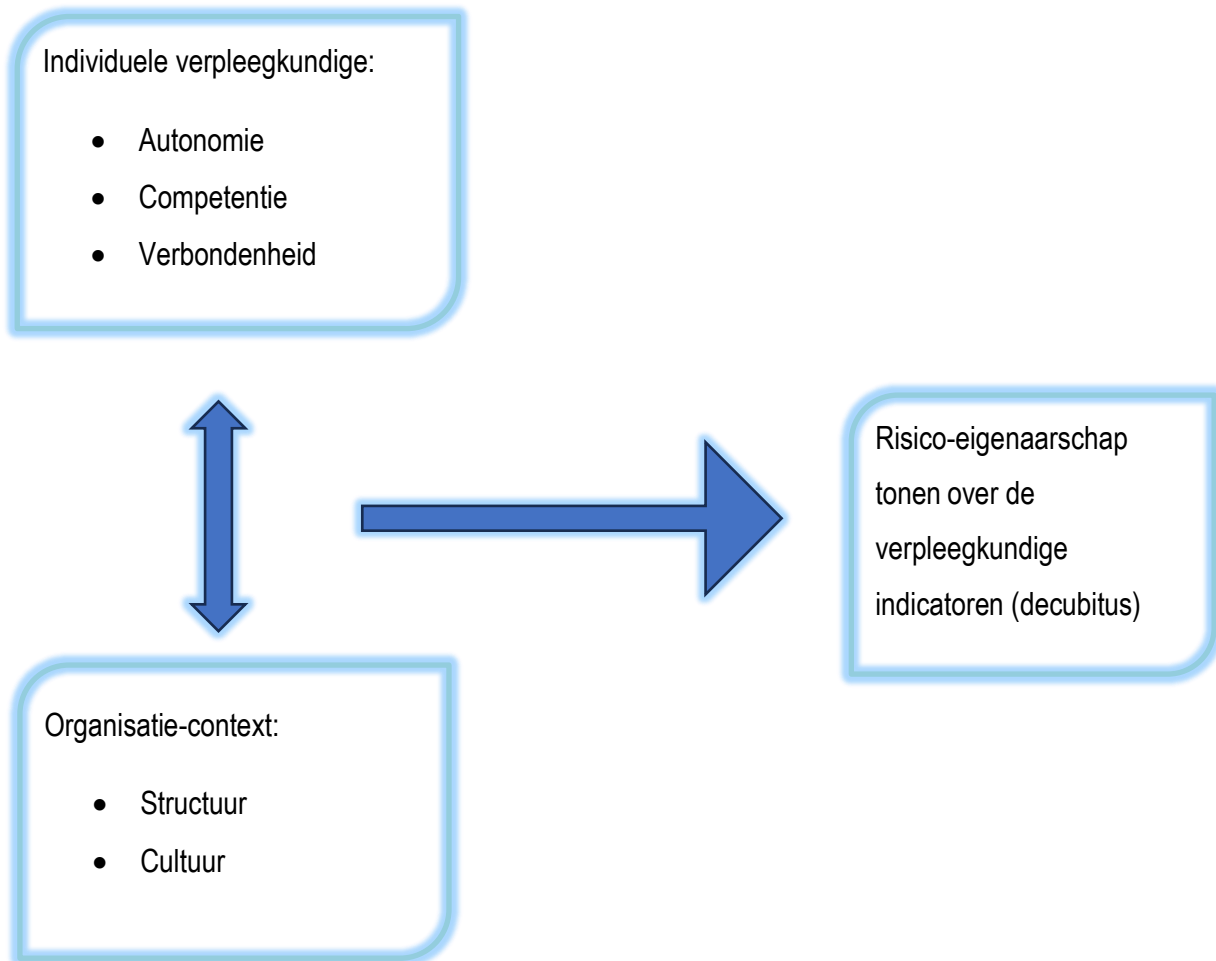 Individuele verpleegkundige:
• Autonomie
• Competentie
• Verbondenheid
Risico-eigenaarschap
tonen over de
verpleegkundige
indicatoren (decubitus)
Organisatie-context:
• Structuur
• Cultuur